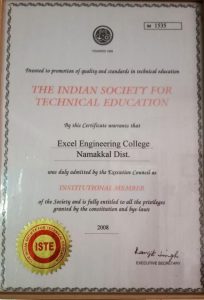 IM 1535
FOUNDED 1968
Devoted to promotion of quality and standards in technical education
THE INDIAN SOCIETY FOR
TECHNICAL EDUCATION
By this Certificate warrants that
Excel Engineering College
Namakkal Dist.
was duly admitted by the Executive Council as
INSTITUTIONAL MEMBER
of the Society and is fully entitled to all the privileges
granted by the constitution and bye-laws
2008
ISTE
EXECUTIVE SECRETARY